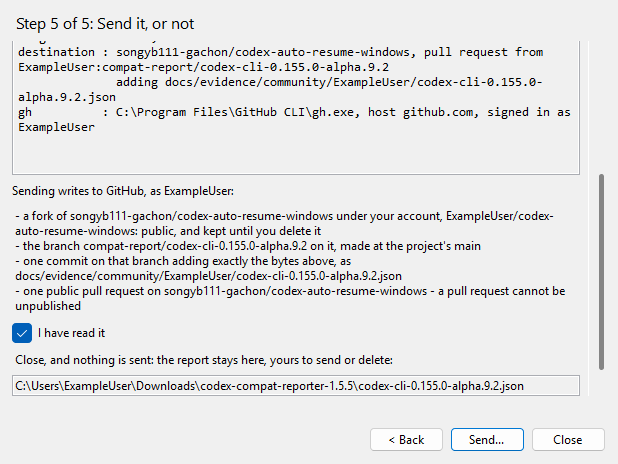 Step 5 of 5: Send it, or not
destination : songyb111-gachon/codex-auto-resume-windows, pull request from
ExampleUser:compat-report/codex-cli-0.155.0-alpha.9.2
adding docs/evidence/community/ExampleUser/codex-cli-0.155.0-
alpha.9.2.json
gh : C:\Program Files\GitHub CLI\gh.exe, host github.com, signed in as
ExampleUser
Sending writes to GitHub, as ExampleUser:
- a fork of songyb111-gachon/codex-auto-resume-windows under your account, ExampleUser/codex-
auto-resume-windows: public, and kept until you delete it
- the branch compat-report/codex-cli-0.155.0-alpha.9.2 on it, made at the project's main
- one commit on that branch adding exactly the bytes above, as
docs/evidence/community/ExampleUser/codex-cli-0.155.0-alpha.9.2.json
- one public pull request on songyb111-gachon/codex-auto-resume-windows - a pull request cannot be
unpublished
I have read it
Close, and nothing is sent: the report stays here, yours to send or delete:
C:\Users\ExampleUser\Downloads\codex-compat-reporter-1.5.5\codex-cli-0.155.0-alpha.9.2.json
< Back
Send...
Close